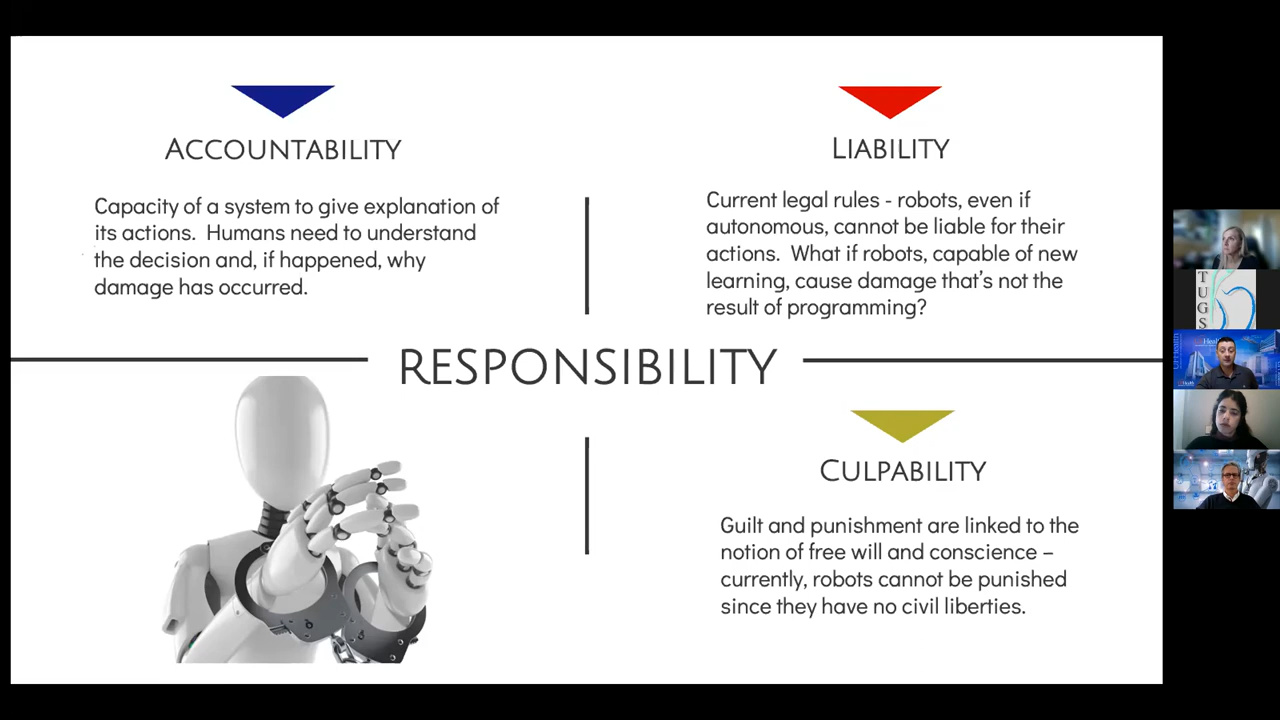 ACCOUNTABILITY
Capacity of a system to give explanation of
its actions. Humans need to understand
the decision and, if happened, why
damage has occurred.
LIABILITY
Current legal rules - robots, even if
autonomous, cannot be liable for their
actions. What if robots, capable of new
learning, cause damage that's not the
result of programming?
RESPONSIBILITY
CULPABILITY
Guilt and punishment are linked to the
notion of free will and conscience –
currently, robots cannot be punished
since they have no civil liberties.
T
U
G
S